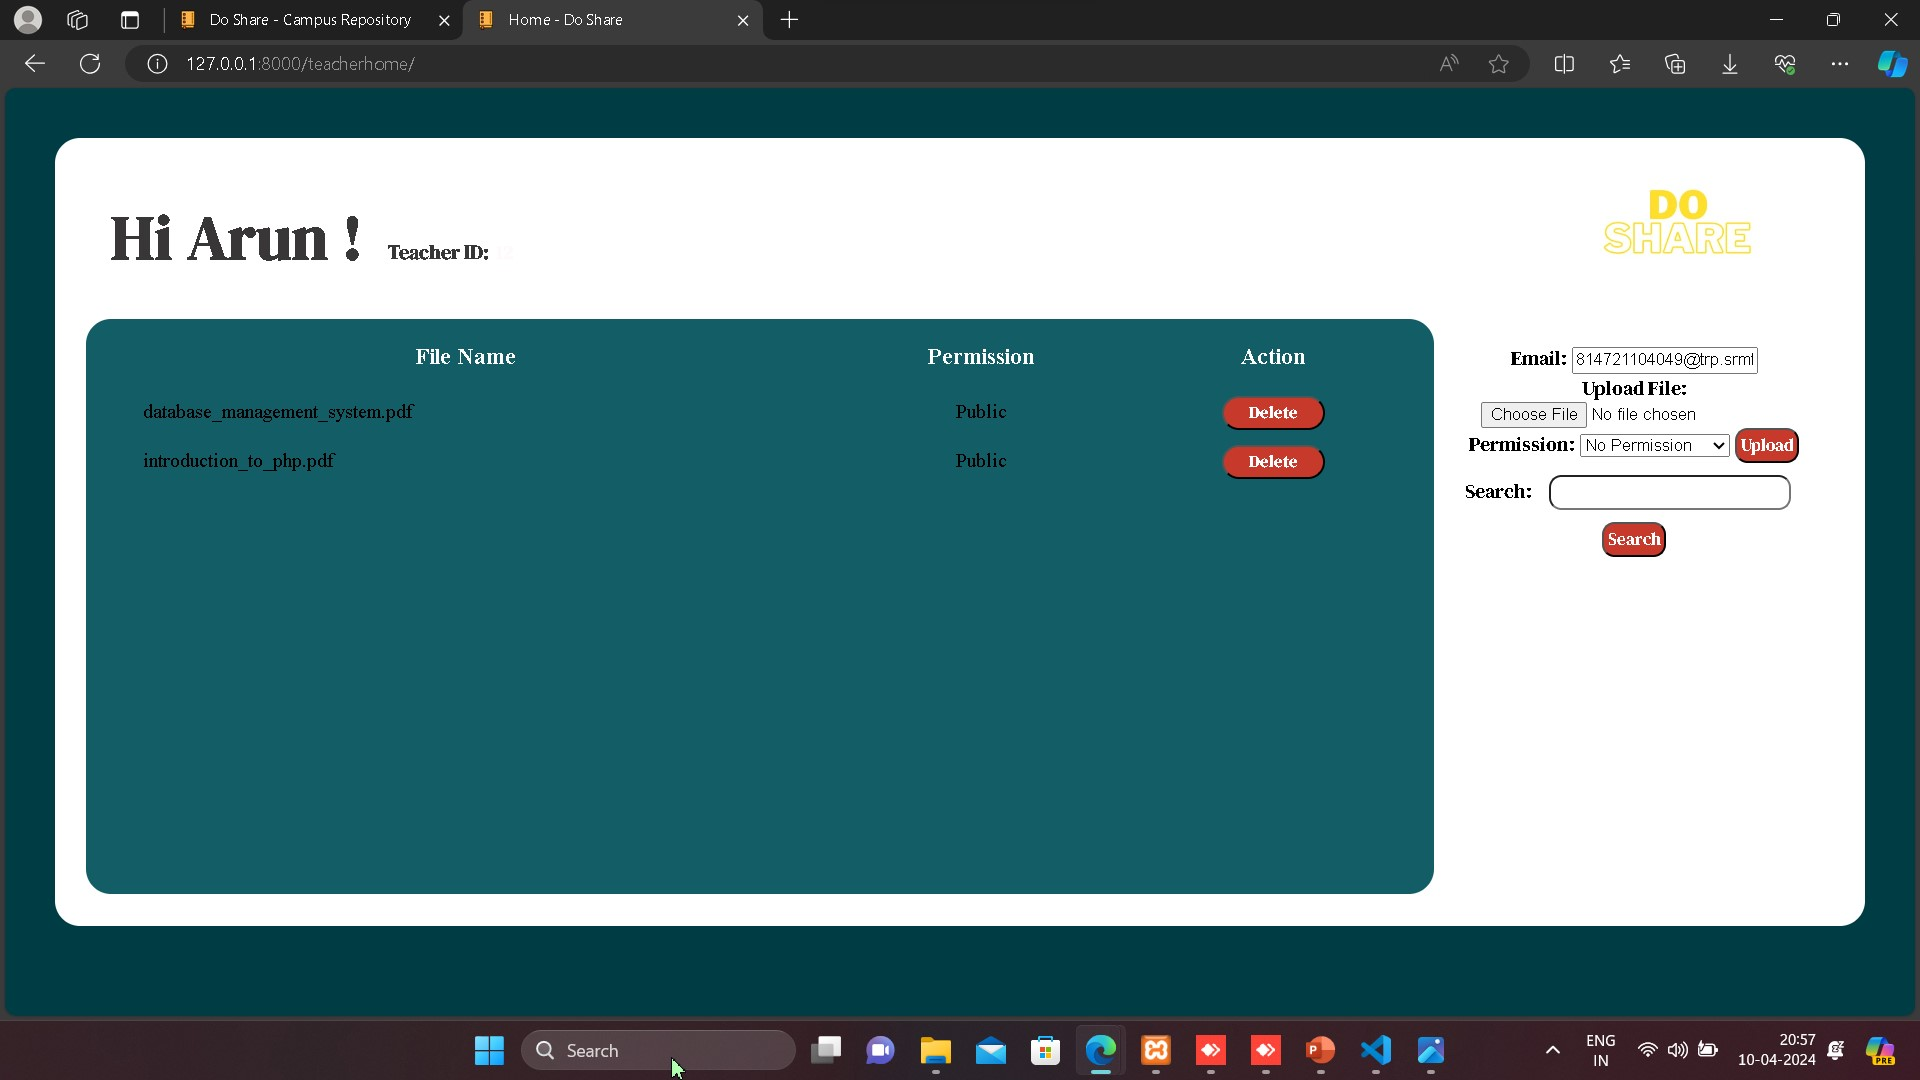 Do Share - Campus Repository
Home - Do Share
127.0.0.1:8000/teacherhome/
Hi Arun !
Teacher ID:
DO
SHARE
File Name Permission Action
database_management_system.pdf Public Delete
introduction_to_php.pdf Public Delete
Email: 814721104049@trp.srmt
Upload File:
Choose File No file chosen
Permission: No Permission Upload
Search:
Search
Search
ENG
IN
20:57
10-04-2024
PRE